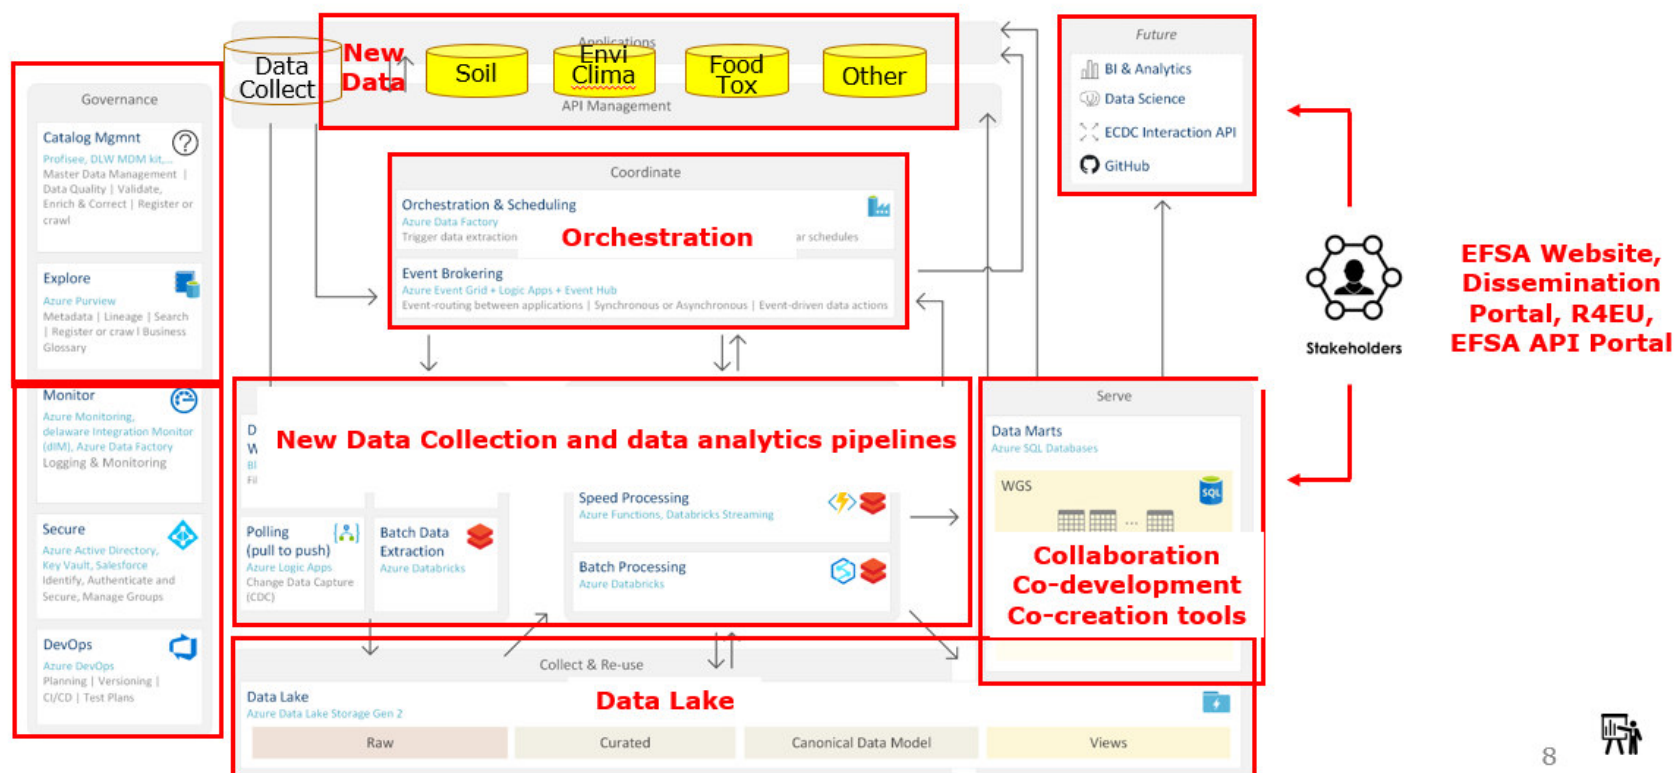 Applications
API Management
Data
Collect
New
Data
Soil
Envi
Clima
Food
Tox
Other
Governance
Catalog Mgmnt
Profisee, DLW MDM kit,...
Master Data Management |
Data Quality | Validate,
Enrich & Correct | Register or
crawl
Explore
Azure Purview
Metadata | Lineage | Search
| Register or craw l Business
Glossary
Monitor
Azure Monitoring,
delaware Integration Monitor
(dIM), Azure Data Factory
Logging & Monitoring
Secure
Azure Active Directory,
Key Vault, Salesforce
Identify, Authenticate and
Secure, Manage Groups
DevOps
Azure DevOps
Planning | Versioning |
CI/CD | Test Plans
Coordinate
Orchestration & Scheduling
Azure Data Factory
Trigger data extraction
Orchestration
ar schedules
Event Brokering
Azure Event Grid + Logic Apps + Event Hub
Event-routing between applications | Synchronous or Asynchronous | Event-driven data actions
New Data Collection and data analytics pipelines
Polling
(pull to push)
Azure Logic Apps
Change Data Capture
(CDC)
Batch Data
Extraction
Azure Databricks
Speed Processing
Azure Functions, Databricks Streaming
Batch Processing
Azure Databricks
Collect & Re-use
Data Lake
Azure Data Lake Storage Gen 2
Data Lake
Raw
Curated
Canonical Data Model
Views
Serve
Data Marts
Azure SQL Databases
WGS
SQL
...
Collaboration
Co-development
Co-creation tools
Future
BI & Analytics
Data Science
ECDC Interaction API
GitHub
Stakeholders
EFSA Website,
Dissemination
Portal, R4EU,
EFSA API Portal
8